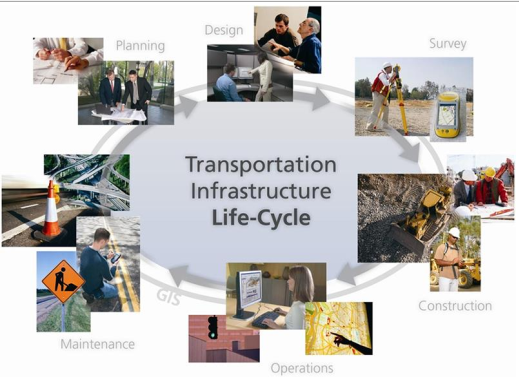 Planning
Design
Survey
Transportation
Infrastructure
Life-Cycle
Construction
GIS
Maintenance
Operations